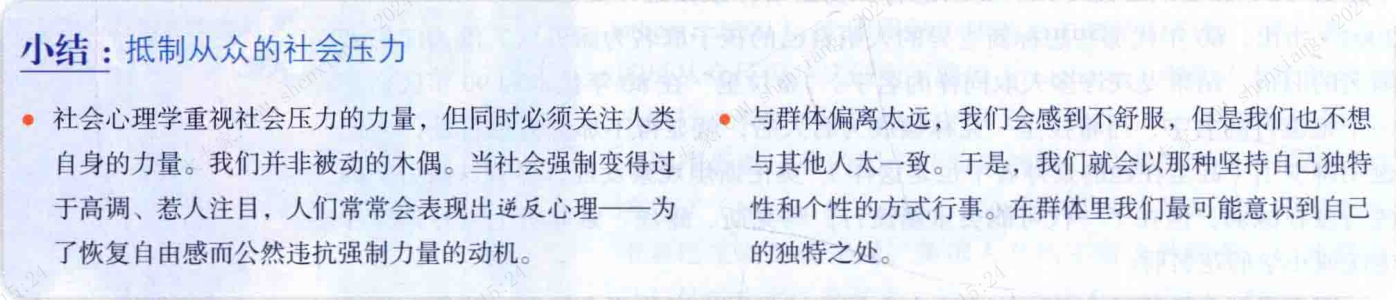 小结：抵制从众的社会压力
社会心理学重视社会压力的力量，但同时必须关注人类
自身的力量。我们并非被动的木偶。当社会强制变得过
于高调、惹人注目，人们常常会表现出逆反心理——为
了恢复自由感而公然违抗强制力量的动机。
与群体偏离太远，我们会感到不舒服，但是我们也不想
与其他人太一致。于是，我们就会以那种坚持自己独特
性和个性的方式行事。在群体里我们最可能意识到自己
的独特之处。